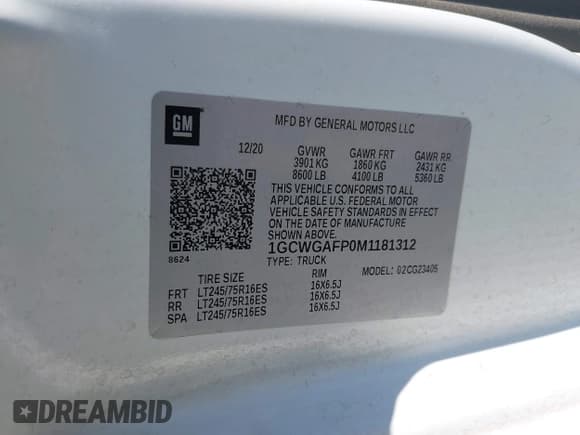 GM
MFD BY GENERAL MOTORS LLC
12/20 GVWR GAWR FRT GAWR RR
3901 KG 1860 KG 2431 KG
8600 LB 4100 LB 5360 LB
THIS VEHICLE CONFORMS TO ALL
APPLICABLE U.S. FEDERAL MOTOR
VEHICLE SAFETY STANDARDS IN EFFECT
ON THE DATE OF MANUFACTURE
SHOWN ABOVE.
1GCWGAFP0M1181312
8624
TYPE: TRUCK MODEL: 02CG23405
TIRE SIZE RIM
FRT LT245/75R16ES 16X6.5J
RR LT245/75R16ES 16X6.5J
SPA LT245/75R16ES 16X6.5J
DREAMBID